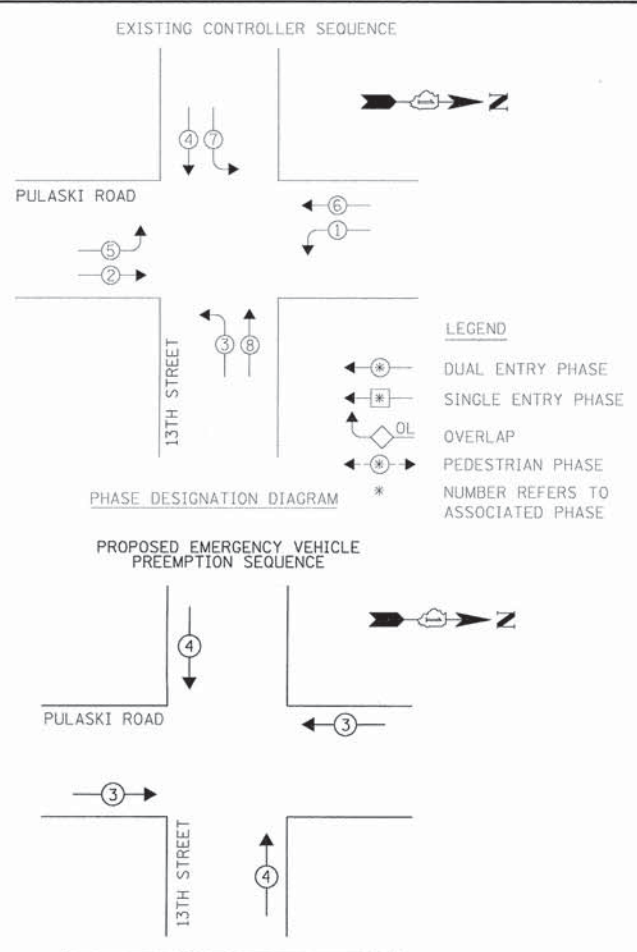 EXISTING CONTROLLER SEQUENCE
4 7
N
PULASKI ROAD
6
1
5
2
3 8
13TH STREET
LEGEND
* DUAL ENTRY PHASE
* SINGLE ENTRY PHASE
OL OVERLAP
* PEDESTRIAN PHASE
* NUMBER REFERS TO
ASSOCIATED PHASE
PHASE DESIGNATION DIAGRAM
PROPOSED EMERGENCY VEHICLE
PREEMPTION SEQUENCE
N
4
PULASKI ROAD
3
3
4
13TH STREET